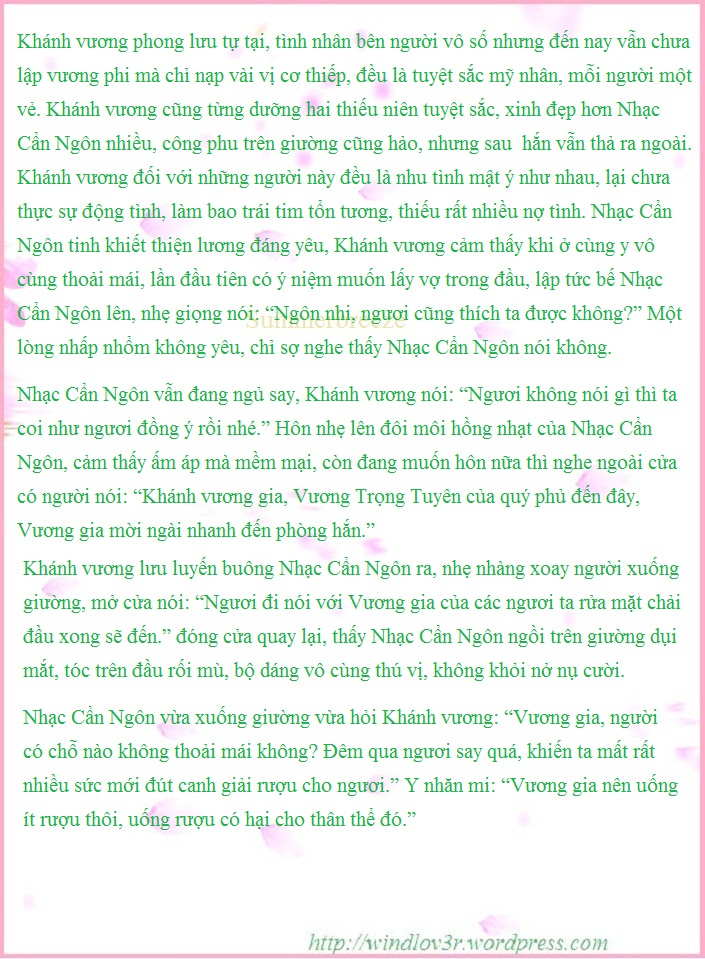 Khánh vương phong lưu tự tại, tình nhân bên người vô số nhưng đến nay vẫn chưa
lập vương phi mà chỉ nạp vài vị cơ thiếp, đều là tuyệt sắc mỹ nhân, mỗi người một
vẻ. Khánh vương cũng từng dưỡng hai thiếu niên tuyệt sắc, xinh đẹp hơn Nhạc
Cẩn Ngôn nhiều, công phu trên giường cũng hảo, nhưng sau hắn vẫn thả ra ngoài.
Khánh vương đối với những người này đều là nhu tình mật ý như nhau, lại chưa
thực sự động tình, làm bao trái tim tổn tương, thiếu rất nhiều nợ tình. Nhạc Cẩn
Ngôn tinh khiết thiện lương đáng yêu, Khánh vương cảm thấy khi ở cùng y vô
cùng thoải mái, lần đầu tiên có ý niệm muốn lấy vợ trong đầu, lập tức bế Nhạc
Cẩn Ngôn lên, nhẹ giọng nói: “Ngôn nhi, ngươi cũng thích ta được không?” Một
Summerbreeze
lòng nhấp nhổm không yêu, chỉ sợ nghe thấy Nhạc Cẩn Ngôn nói không.
Nhạc Cẩn Ngôn vẫn đang ngủ say, Khánh vương nói: “Ngươi không nói gì thì ta
coi như ngươi đồng ý rồi nhé.” Hôn nhẹ lên đôi môi hồng nhạt của Nhạc Cẩn
Ngôn, cảm thấy ấm áp mà mềm mại, còn đang muốn hôn nữa thì nghe ngoài cửa
có người nói: “Khánh vương gia, Vương Trọng Tuyên của quý phủ đến đây,
Vương gia mời ngài nhanh đến phòng hắn.”
Khánh vương lưu luyến buông Nhạc Cẩn Ngôn ra, nhẹ nhàng xoay người xuống
giường, mở cửa nói: “Ngươi đi nói với Vương gia của các ngươi ta rửa mặt chải
đầu xong sẽ đến.” đóng cửa quay lại, thấy Nhạc Cẩn Ngôn ngồi trên giường dụi
mắt, tóc trên đầu rối mù, bộ dáng vô cùng thú vị, không khỏi nở nụ cười.
Nhạc Cẩn Ngôn vừa xuống giường vừa hỏi Khánh vương: “Vương gia, người
có chỗ nào không thoải mái không? Đêm qua ngươi say quá, khiến ta mất rất
nhiều sức mới đút canh giải rượu cho ngươi.” Y nhăn mi: “Vương gia nên uống
ít rượu thôi, uống rượu có hại cho thân thể đó.”
http://windlov3r.wordpress.com